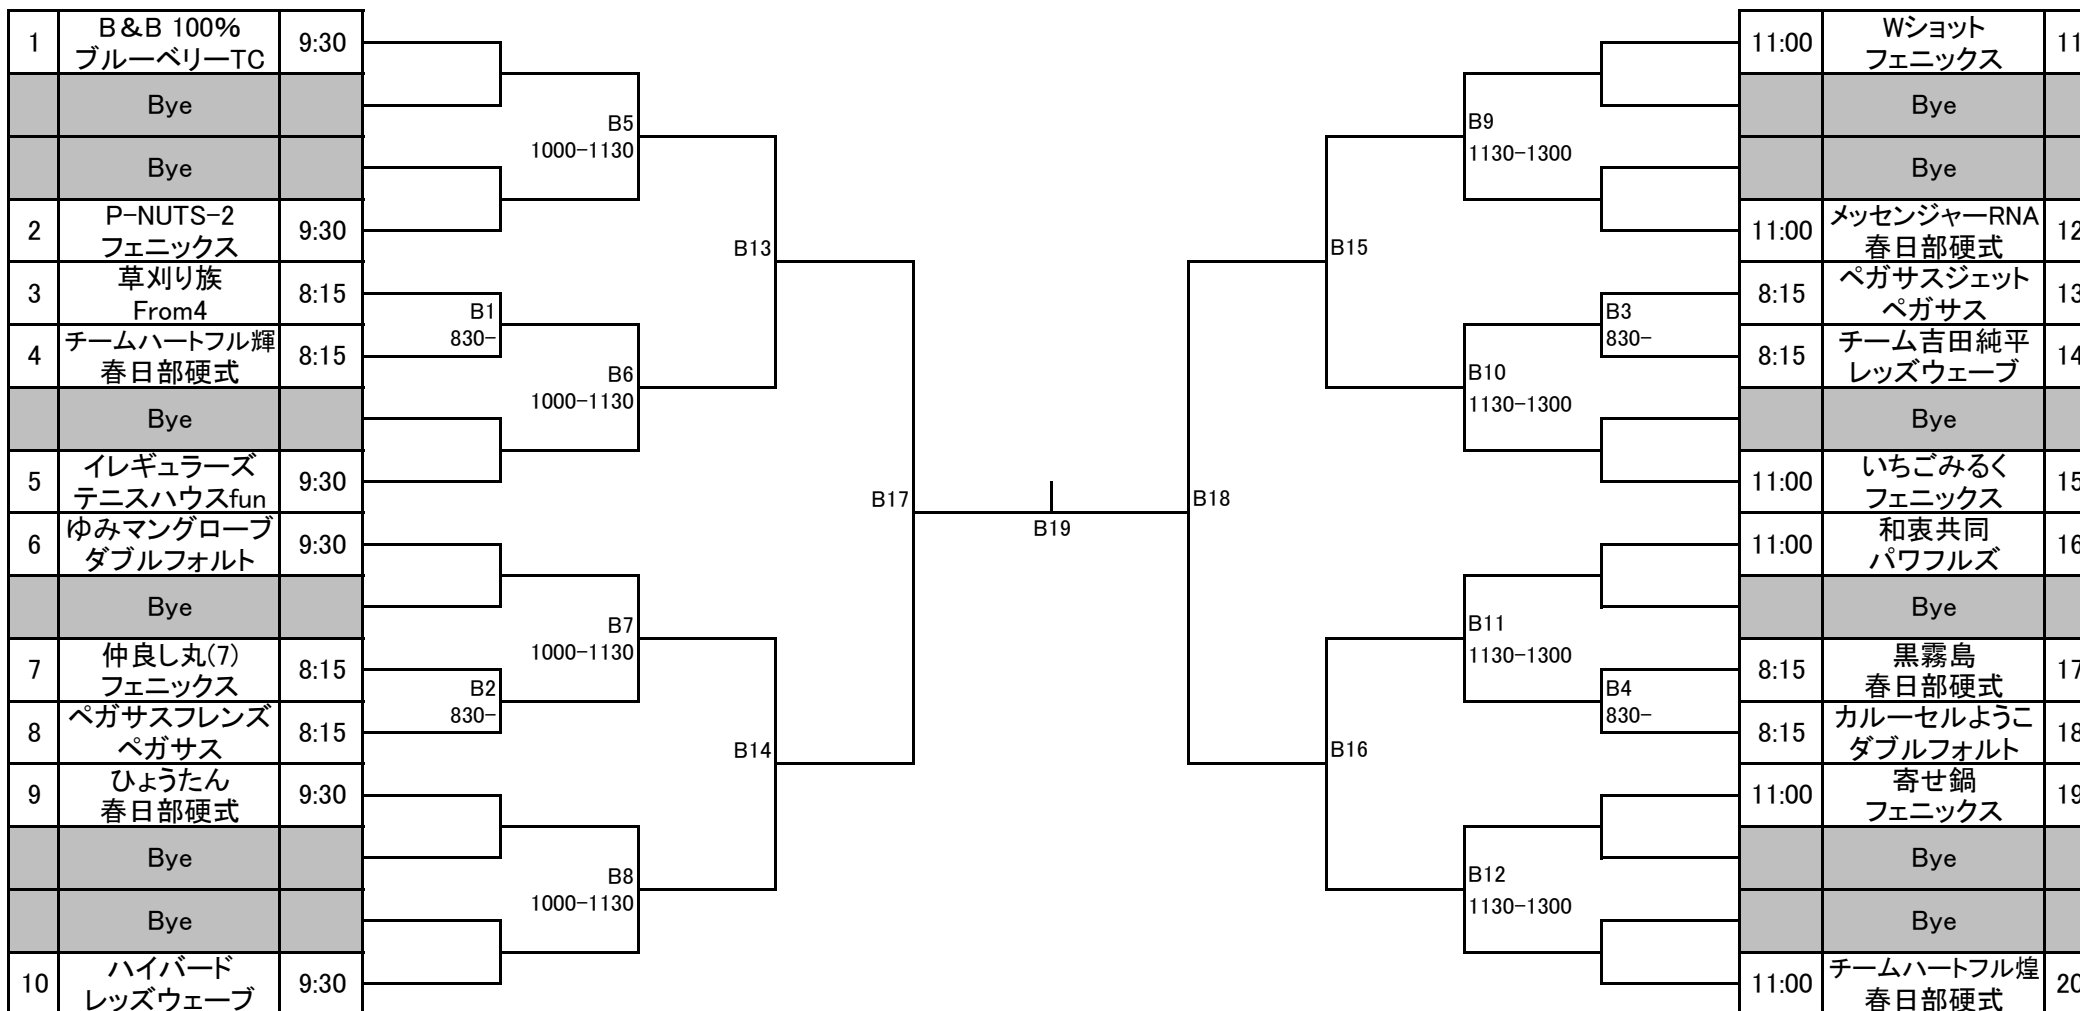 1 B&B 100% 9:30
ブルーベリーTC
Bye
Bye
2 P-NUTS-2 9:30
フェニックス
3 草刈り族 8:15
From4
4 チームハートフル輝 8:15
春日部硬式
Bye
5 イレギュラーズ 9:30
テニスハウスfun
6 ゆみマングローブ 9:30
ダブルフォルト
Bye
7 仲良し丸(7) 8:15
フェニックス
8 ペガサスフレンズ 8:15
ペガサス
9 ひょうたん 9:30
春日部硬式
Bye
Bye
10 ハイバード 9:30
レッズウェーブ
B1
830-
B2
830-
B5
1000-1130
B6
1000-1130
B7
1000-1130
B8
1000-1130
B13
B14
B17
B19
B18
B15
B16
B9
1130-1300
B10
1130-1300
B11
1130-1300
B12
1130-1300
B3
830-
B4
830-
11:00 Wショット 11
フェニックス
Bye
Bye
11:00 メッセンジャーRNA 12
春日部硬式
8:15 ペガサスジェット 13
ペガサス
8:15 チーム吉田純平 14
レッズウェーブ
Bye
11:00 いちごみるく 15
フェニックス
11:00 和衷共同 16
パワフルズ
Bye
8:15 黒霧島 17
春日部硬式
8:15 カルーセルようこ 18
ダブルフォルト
11:00 寄せ鍋 19
フェニックス
Bye
Bye
11:00 チームハートフル煌 20
春日部硬式